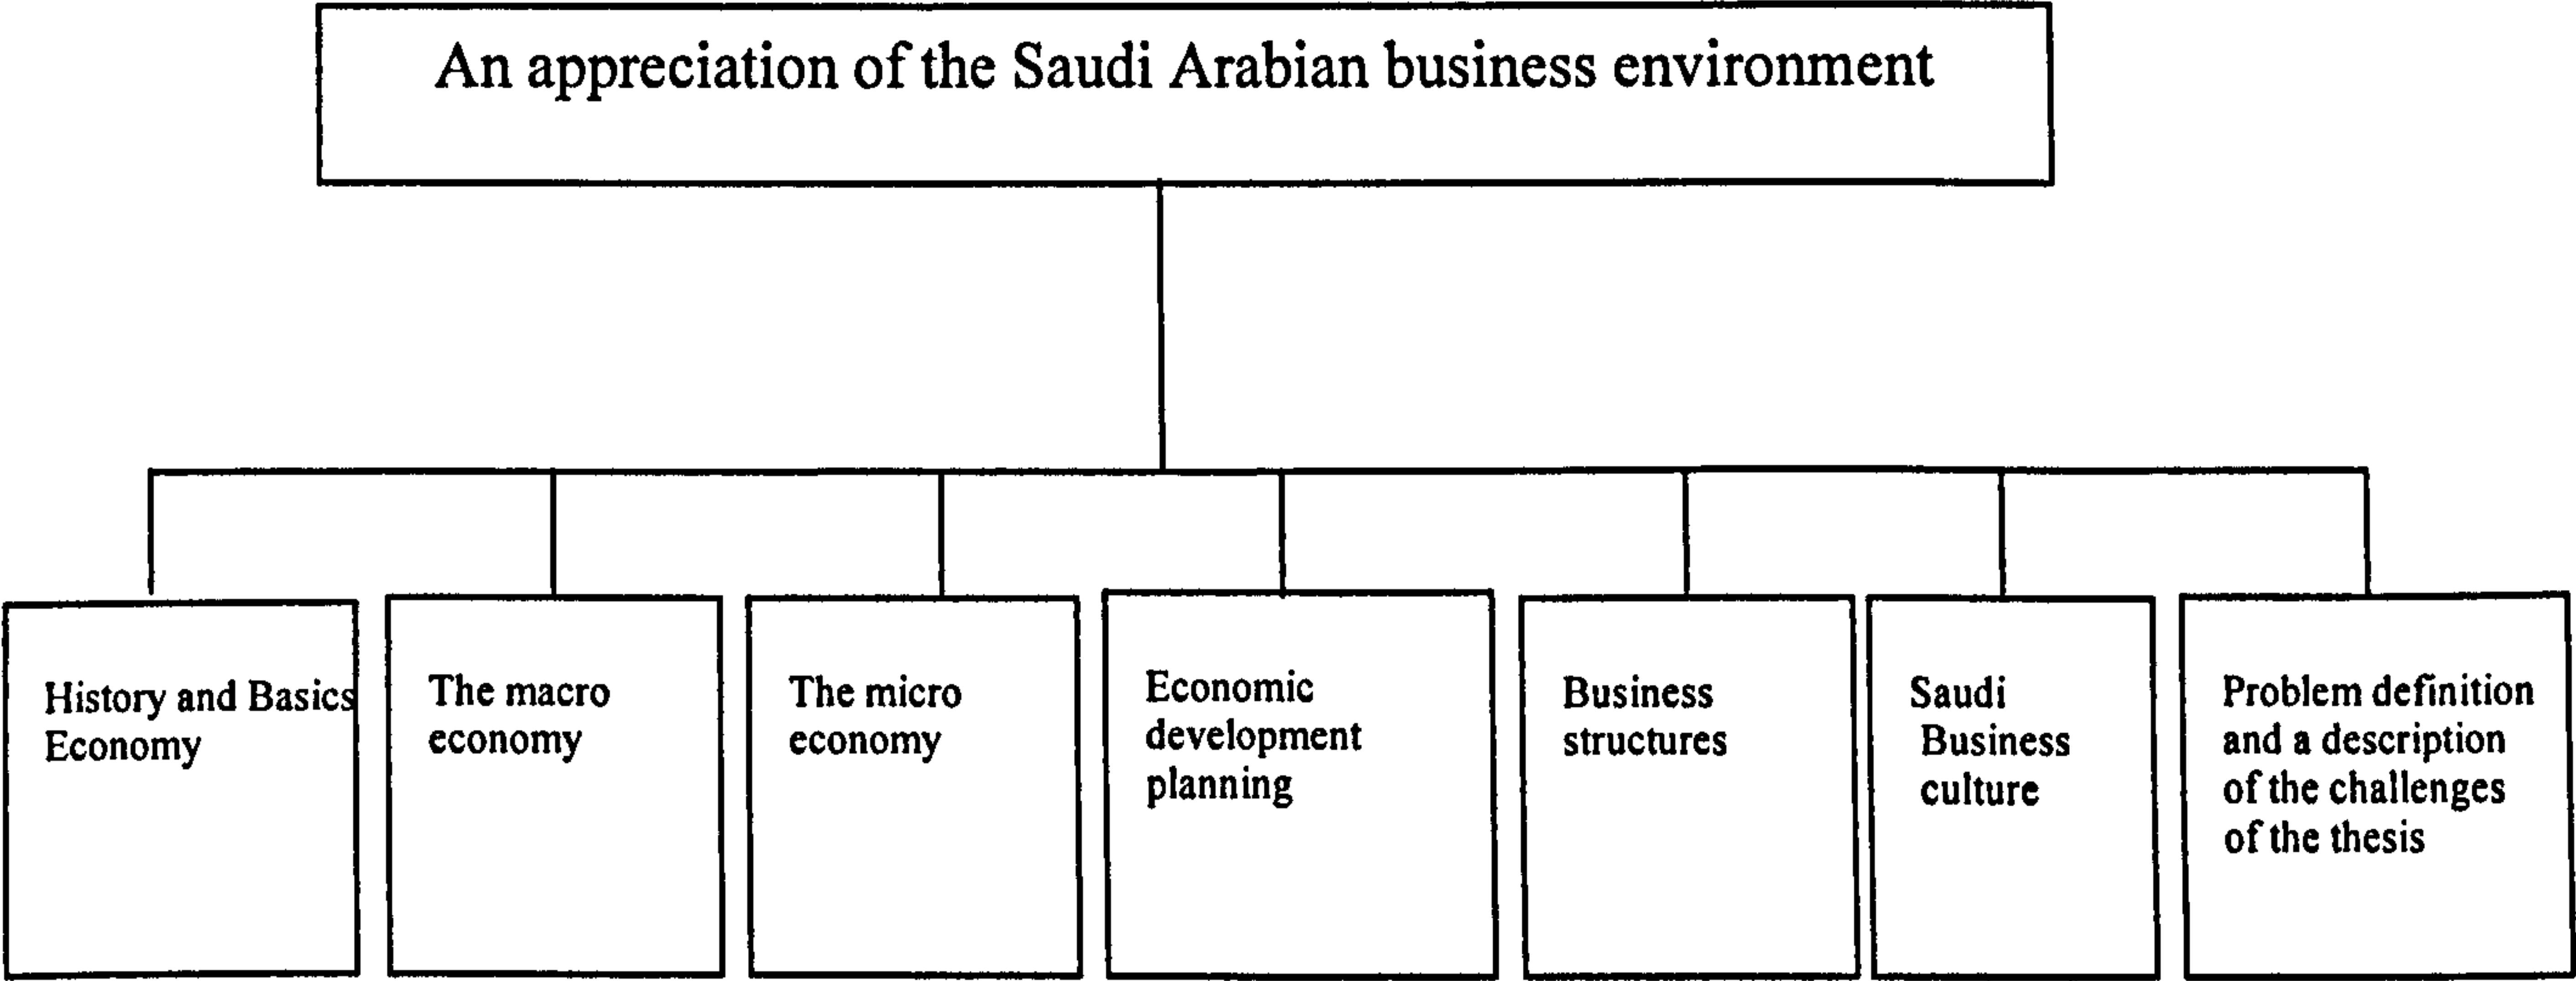 An appreciation of the Saudi Arabian business environment
History and Basics
Economy
The macro
economy
The micro
economy
Economic
development
planning
Business
structures
Saudi
Business
culture
Problem definition
and a description
of the challenges
of the thesis